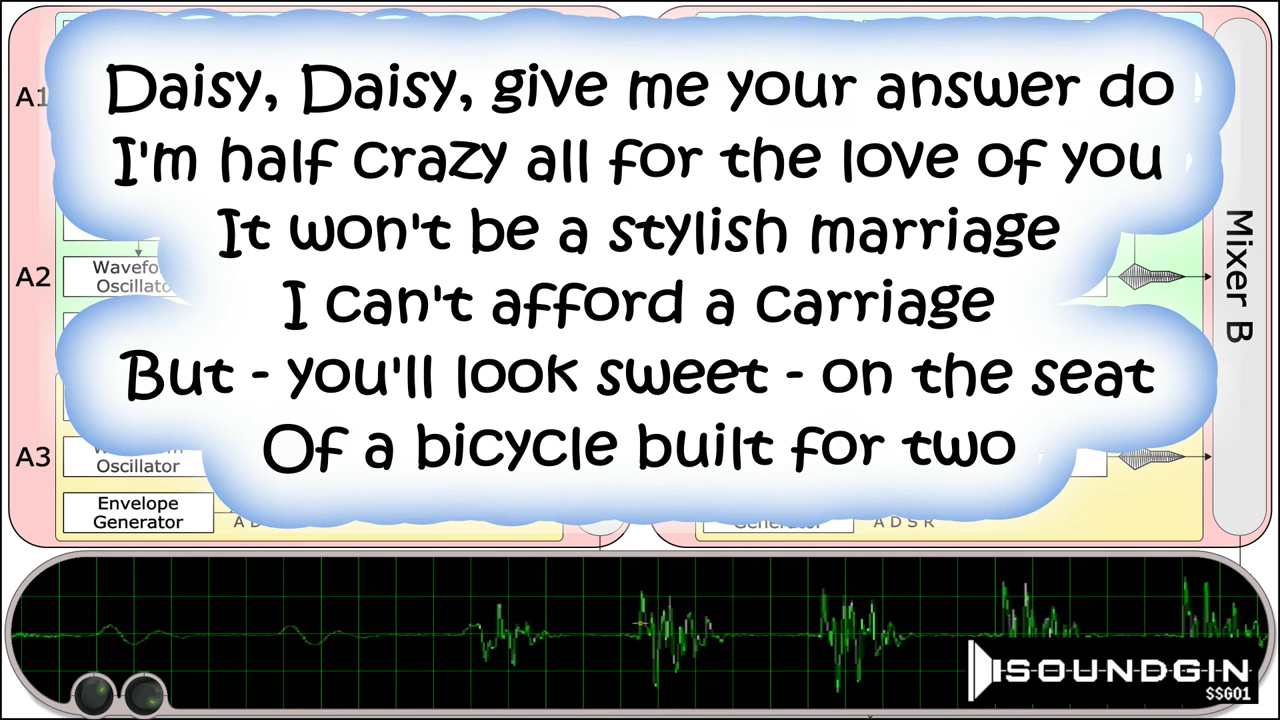 Daisy, Daisy, give me your answer do
I'm half crazy all for the love of you
It won't be a stylish marriage
I can't afford a carriage
But - you'll look sweet - on the seat
Of a bicycle built for two
A1
A2
Oscillator
A3
Oscillator
Envelope
Generator
A D S R
Mixer B
SOUNDGIN
SSG01